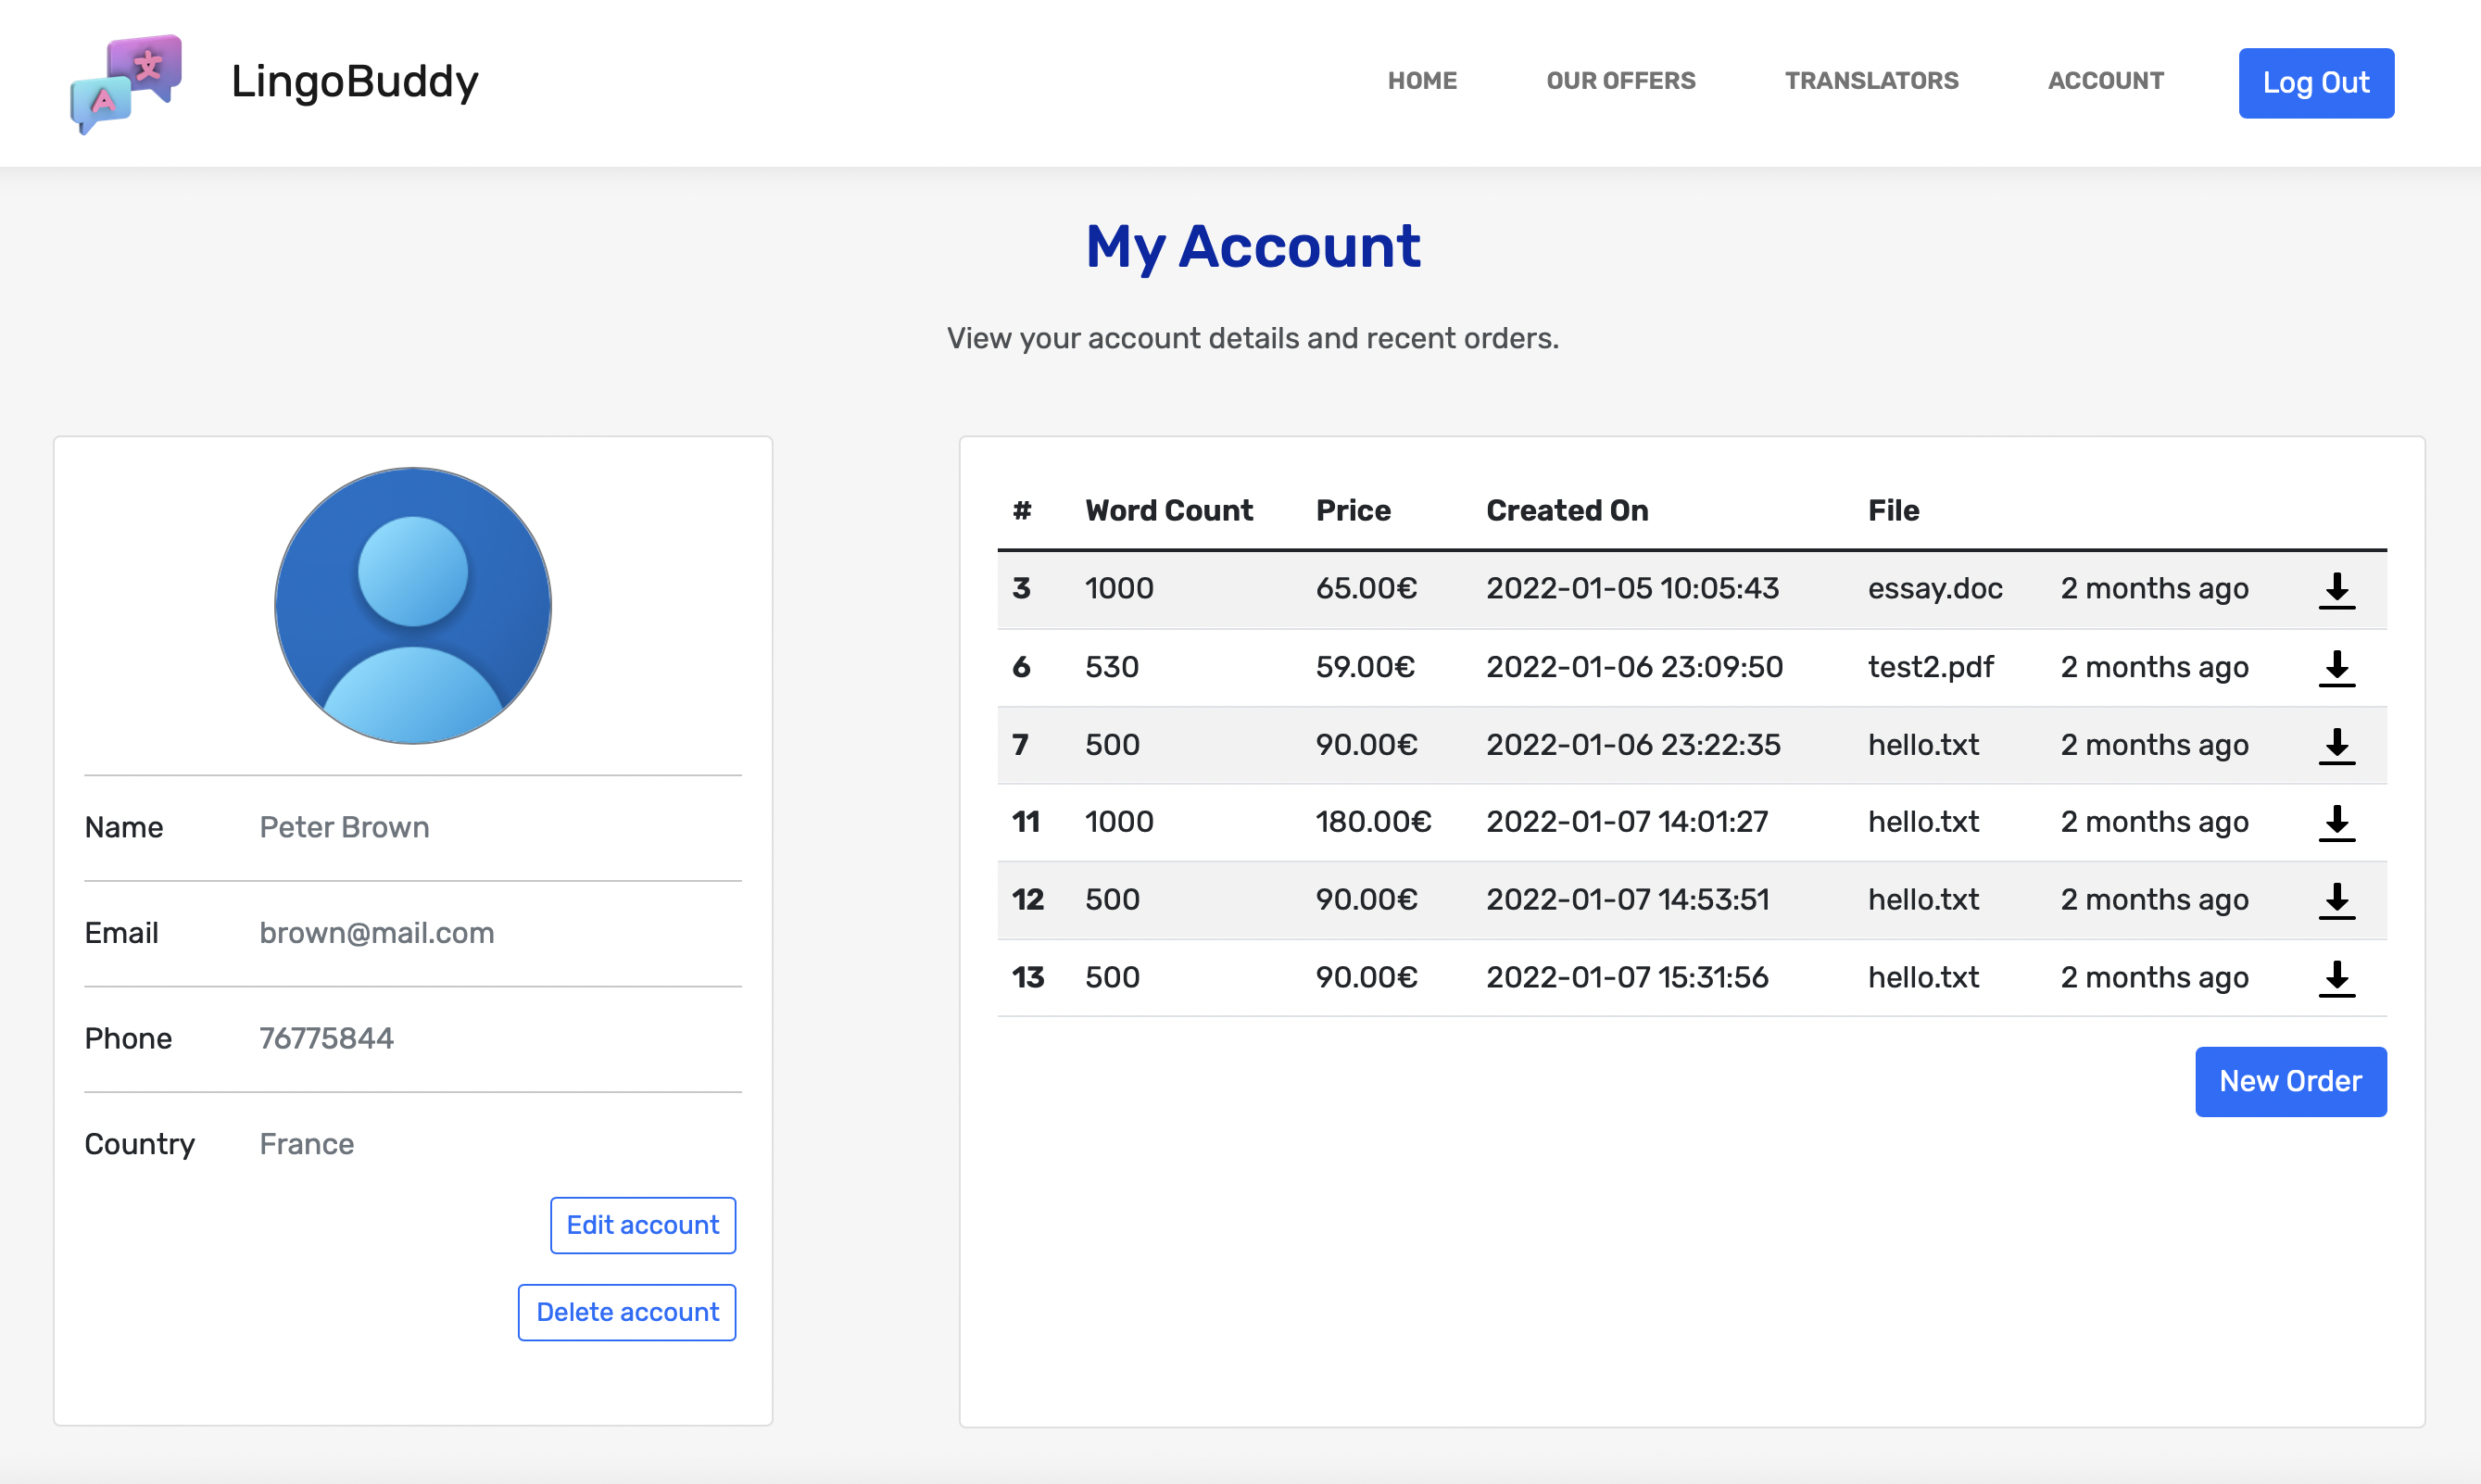 文
A
LingoBuddy
HOME OUR OFFERS TRANSLATORS ACCOUNT Log Out
My Account
View your account details and recent orders.
Name Peter Brown
Email brown@mail.com
Phone 76775844
Country France
Edit account
Delete account
# Word Count Price Created On File
3 1000 65.00€ 2022-01-05 10:05:43 essay.doc 2 months ago
6 530 59.00€ 2022-01-06 23:09:50 test2.pdf 2 months ago
7 500 90.00€ 2022-01-06 23:22:35 hello.txt 2 months ago
11 1000 180.00€ 2022-01-07 14:01:27 hello.txt 2 months ago
12 500 90.00€ 2022-01-07 14:53:51 hello.txt 2 months ago
13 500 90.00€ 2022-01-07 15:31:56 hello.txt 2 months ago
New Order